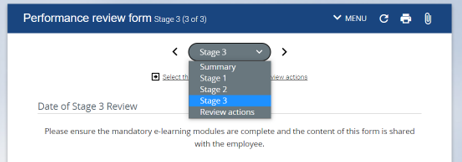 Performance review form Stage 3 (3 of 3)
MENU
Stage 3
Select th
view actions
Summary
Stage 1
Stage 2
Stage 3
Review actions
Date of Stage 3 Review
Please ensure the mandatory e-learning modules are complete and the content of this form is shared
with the employee.